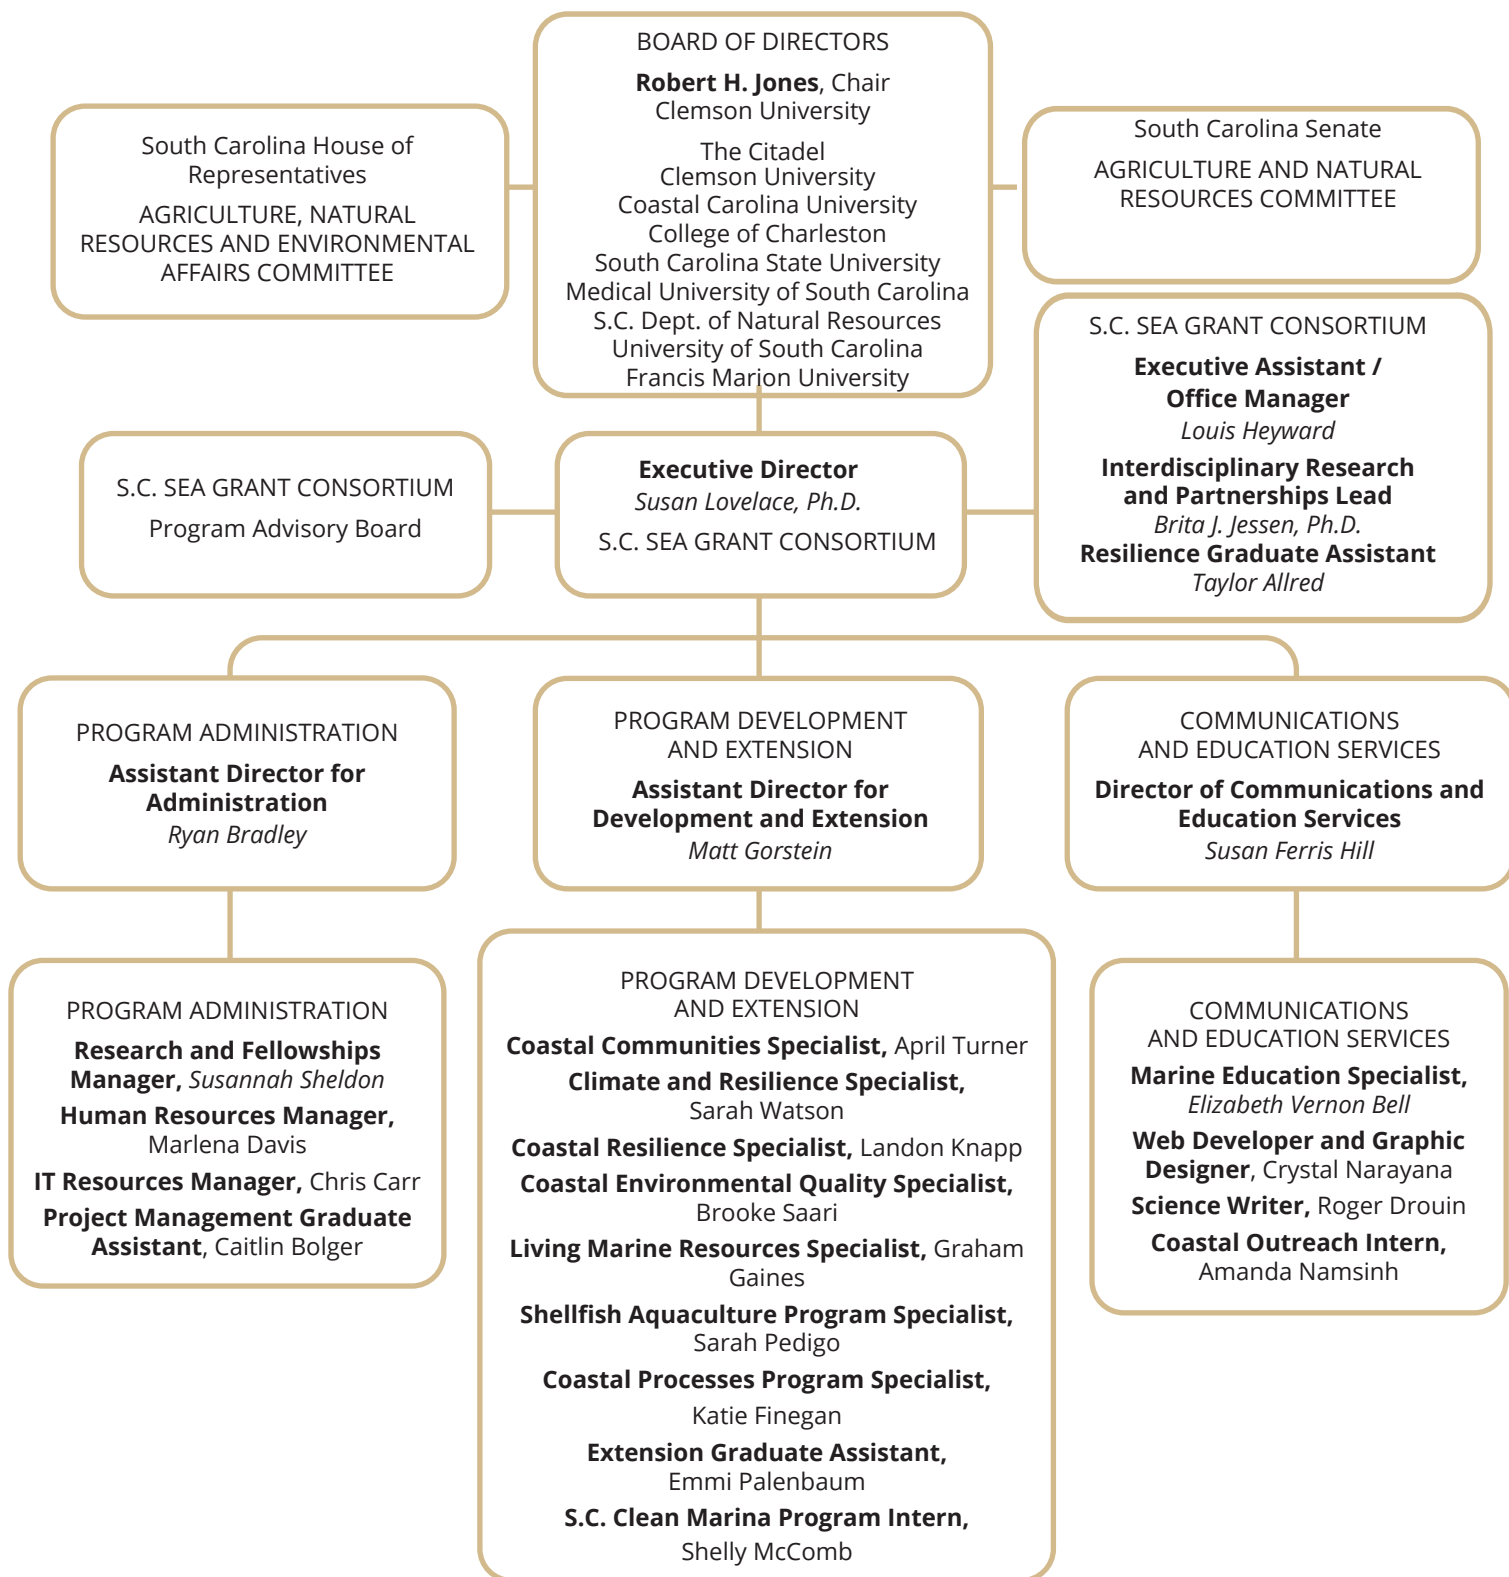 BOARD OF DIRECTORS
Robert H. Jones, Chair
Clemson University
The Citadel
Clemson University
Coastal Carolina University
College of Charleston
South Carolina State University
Medical University of South Carolina
S.C. Dept. of Natural Resources
University of South Carolina
Francis Marion University
South Carolina House of
Representatives
AGRICULTURE, NATURAL
RESOURCES AND ENVIRONMENTAL
AFFAIRS COMMITTEE
South Carolina Senate
AGRICULTURE AND NATURAL
RESOURCES COMMITTEE
S.C. SEA GRANT CONSORTIUM
Program Advisory Board
Executive Director
Susan Lovelace, Ph.D.
S.C. SEA GRANT CONSORTIUM
S.C. SEA GRANT CONSORTIUM
Executive Assistant /
Office Manager
Louis Heyward
Interdisciplinary Research
and Partnerships Lead
Brita J. Jessen, Ph.D.
Resilience Graduate Assistant
Taylor Allred
PROGRAM ADMINISTRATION
Assistant Director for
Administration
Ryan Bradley
PROGRAM DEVELOPMENT
AND EXTENSION
Assistant Director for
Development and Extension
Matt Gorstein
COMMUNICATIONS
AND EDUCATION SERVICES
Director of Communications and
Education Services
Susan Ferris Hill
PROGRAM ADMINISTRATION
Research and Fellowships
Manager, Susannah Sheldon
Human Resources Manager,
Marlena Davis
IT Resources Manager, Chris Carr
Project Management Graduate
Assistant, Caitlin Bolger
PROGRAM DEVELOPMENT
AND EXTENSION
Coastal Communities Specialist, April Turner
Climate and Resilience Specialist,
Sarah Watson
Coastal Resilience Specialist, Landon Knapp
Coastal Environmental Quality Specialist,
Brooke Saari
Living Marine Resources Specialist, Graham
Gaines
Shellfish Aquaculture Program Specialist,
Sarah Pedigo
Coastal Processes Program Specialist,
Katie Finegan
Extension Graduate Assistant,
Emmi Palenbaum
S.C. Clean Marina Program Intern,
Shelly McComb
COMMUNICATIONS
AND EDUCATION SERVICES
Marine Education Specialist,
Elizabeth Vernon Bell
Web Developer and Graphic
Designer, Crystal Narayana
Science Writer, Roger Drouin
Coastal Outreach Intern,
Amanda Namsinh